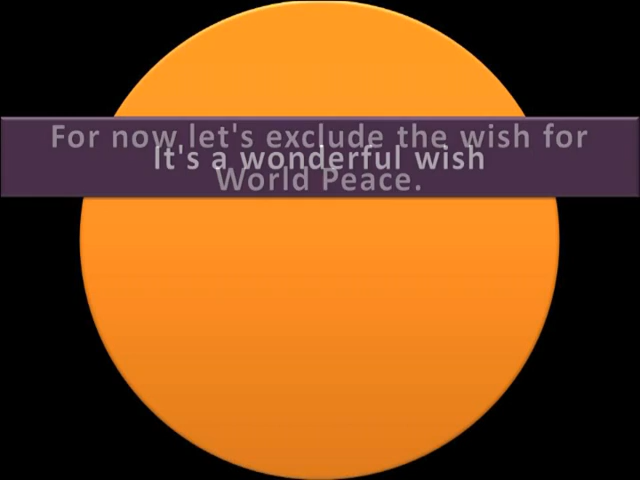 For now let's exclude the wish for
It's a wonderful wish
World Peace.